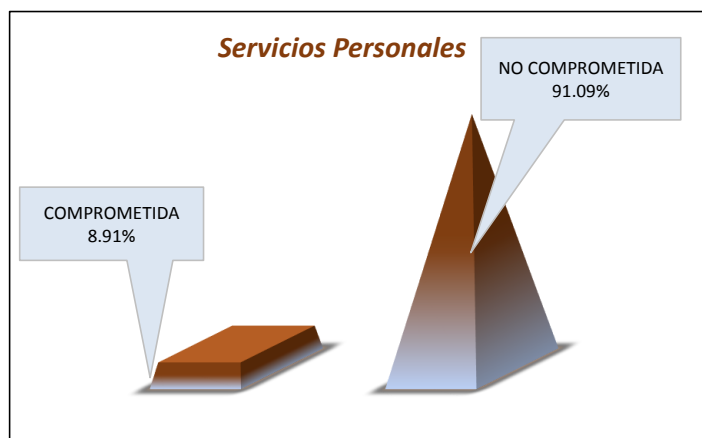 Servicios Personales
NO COMPROMETIDA
91.09%
COMPROMETIDA
8.91%